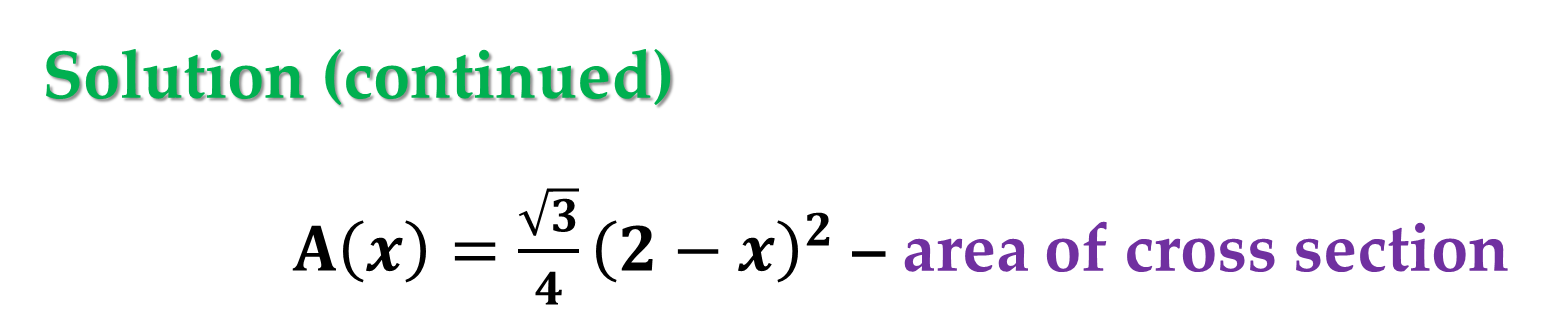 Solution (continued)
A(x) = √3/4 (2 − x)² – area of cross section